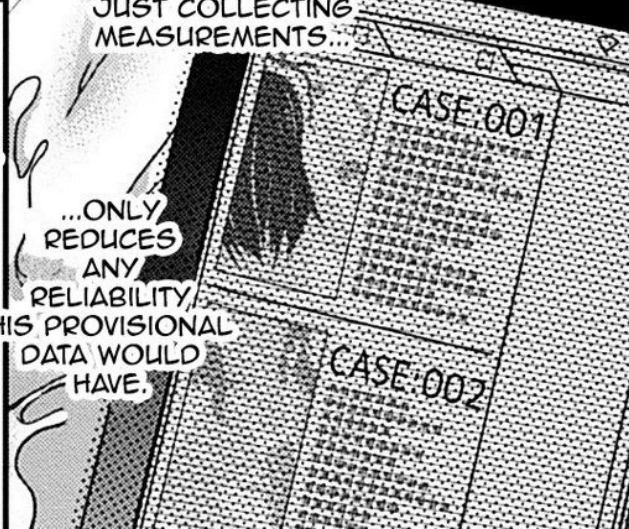 JUST COLLECTING
MEASUREMENTS...
...ONLY
REDUCES
ANY
RELIABILITY
HIS PROVISIONAL
DATA WOULD
HAVE.
CASE:001
CASE:002